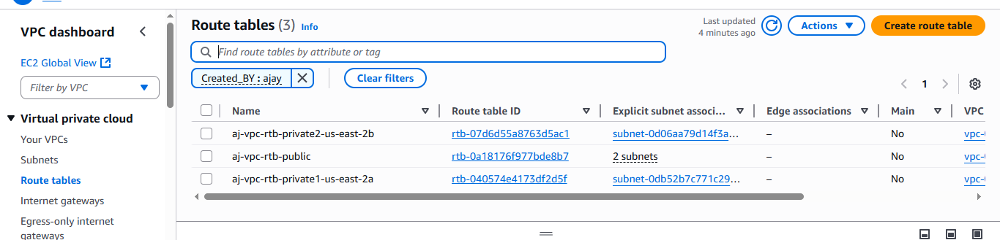 VPC dashboard
EC2 Global View
Filter by VPC
Virtual private cloud
Your VPCs
Subnets
Route tables
Internet gateways
Egress-only internet
gateways
Route tables (3) Info
Last updated
4 minutes ago
Actions
Create route table
Find route tables by attribute or tag
Created_BY : ajay
Clear filters
1
Name Route table ID Explicit subnet associ... Edge associations Main VPC
aj-vpc-rtb-private2-us-east-2b rtb-07d6d55a8763d5ac1 subnet-0d06aa79d14f3a... – No vpc-
aj-vpc-rtb-public rtb-0a18176f977bde8b7 2 subnets – No vpc-
aj-vpc-rtb-private1-us-east-2a rtb-040574e4173df2d5f subnet-0db52b7c771c29... – No vpc-